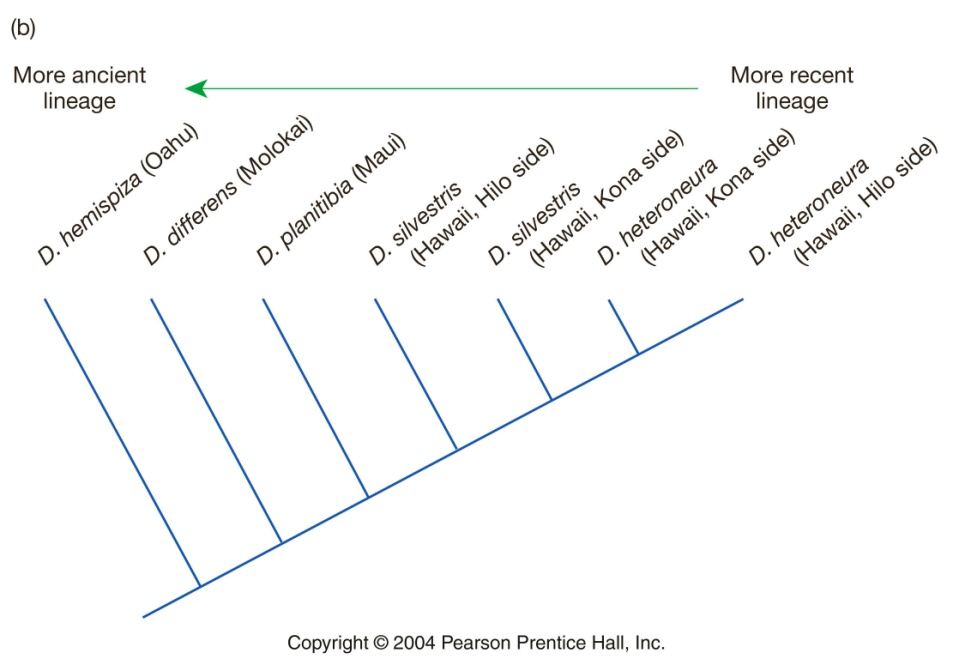 (b)
More ancient
lineage
More recent
lineage
D. hemispiza (Oahu)
D. differens (Molokai)
D. planitibia (Maui)
D. silvestris
(Hawaii, Hilo side)
D. silvestris
(Hawaii, Kona side)
D. heteroneura
(Hawaii, Kona side)
D. heteroneura
(Hawaii, Hilo side)
Copyright © 2004 Pearson Prentice Hall, Inc.